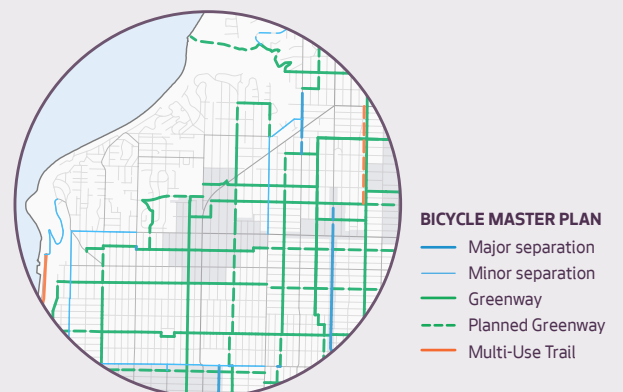 BICYCLE MASTER PLAN
Major separation
Minor separation
Greenway
Planned Greenway
Multi-Use Trail